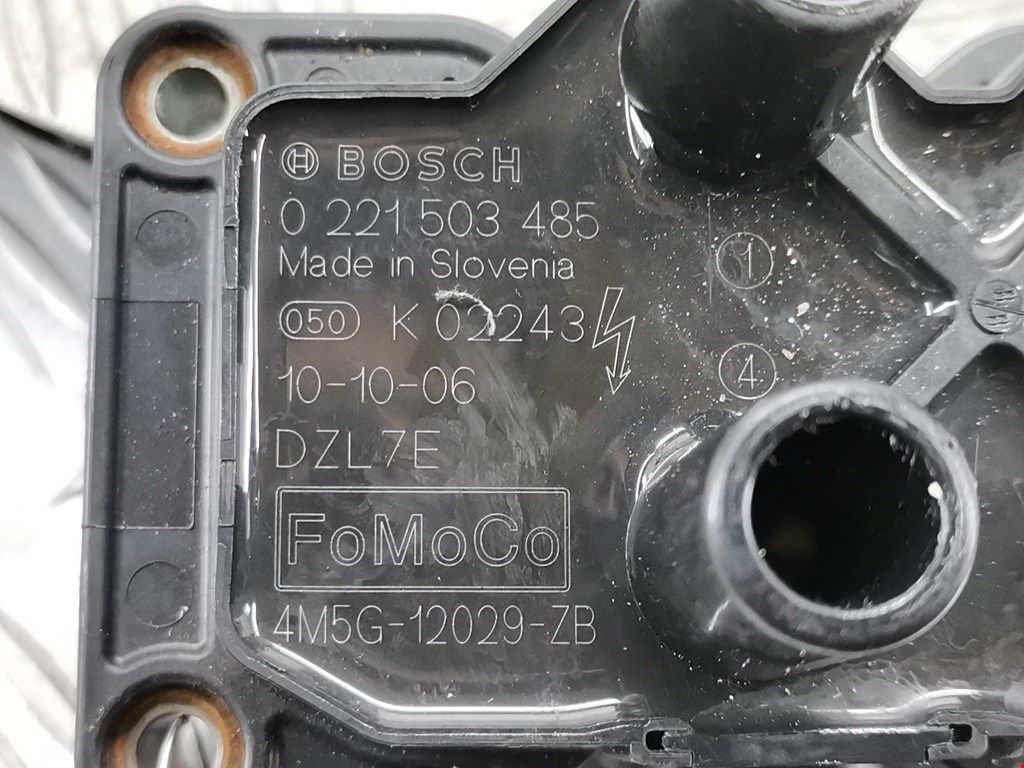 BOSCH
0 221 503 485
Made in Slovenia
050 K 02243
10-10-06
DZL7E
FoMoCo
4M5G-12029-ZB
1
4